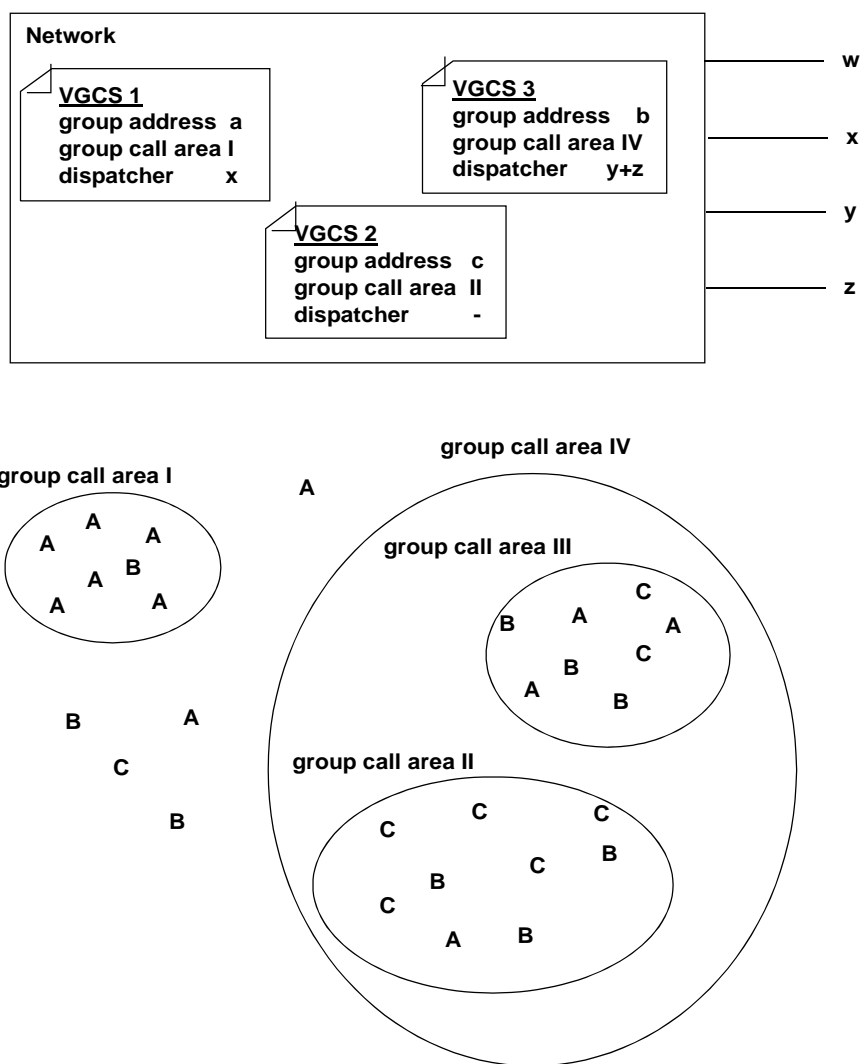 Network
w
x
y
z
VGCS 1
group address a
group call area I
dispatcher x
VGCS 3
group address b
group call area IV
dispatcher y+z
VGCS 2
group address c
group call area II
dispatcher -
group call area IV
group call area I
A
A
A
A
A
B
A
A
group call area III
C
B
A
A
C
B
A
B
B
A
C
B
group call area II
C
C
C
B
C
B
C
A
B